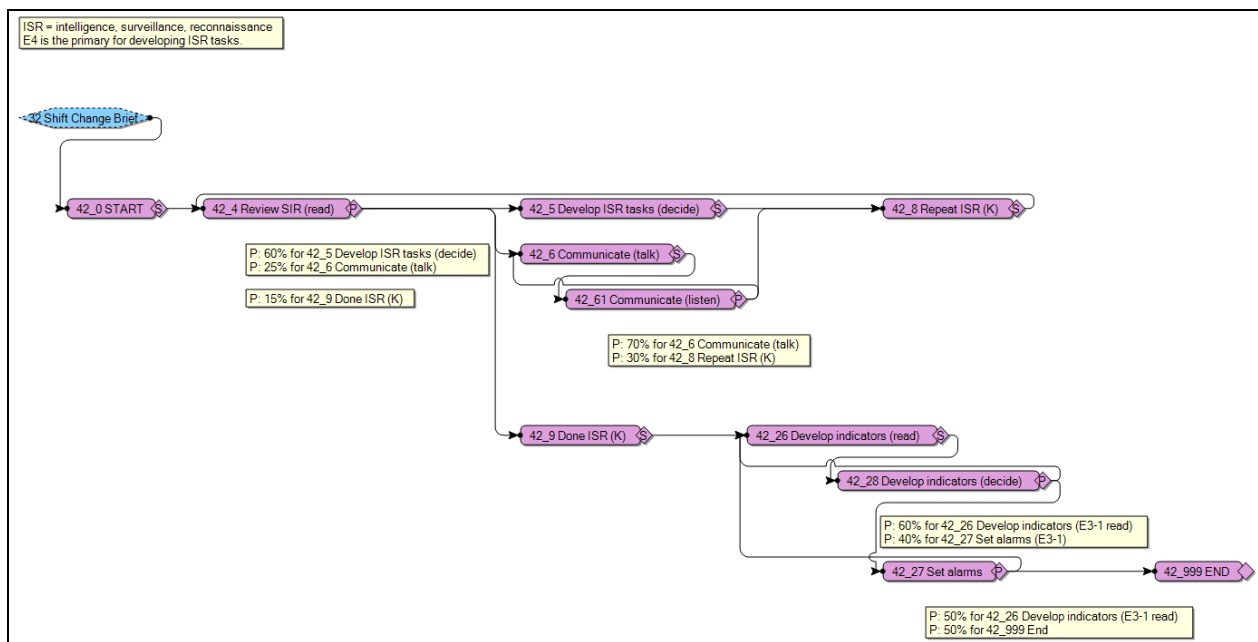 ISR = intelligence, surveillance, reconnaissance
E4 is the primary for developing ISR tasks.
32 Shift Change Brief
42_0 START S
42_4 Review SIR (read) P
42_5 Develop ISR tasks (decide) S
42_8 Repeat ISR (K) S
P: 60% for 42_5 Develop ISR tasks (decide)
P: 25% for 42_6 Communicate (talk)
42_6 Communicate (talk) S
P: 15% for 42_9 Done ISR (K)
42_61 Communicate (listen) P
P: 70% for 42_6 Communicate (talk)
P: 30% for 42_8 Repeat ISR (K)
42_9 Done ISR (K) S
42_26 Develop indicators (read) S
42_28 Develop indicators (decide) P
P: 60% for 42_26 Develop indicators (E3-1 read)
P: 40% for 42_27 Set alarms (E3-1)
42_27 Set alarms P
42_999 END
P: 50% for 42_26 Develop indicators (E3-1 read)
P: 50% for 42_999 End